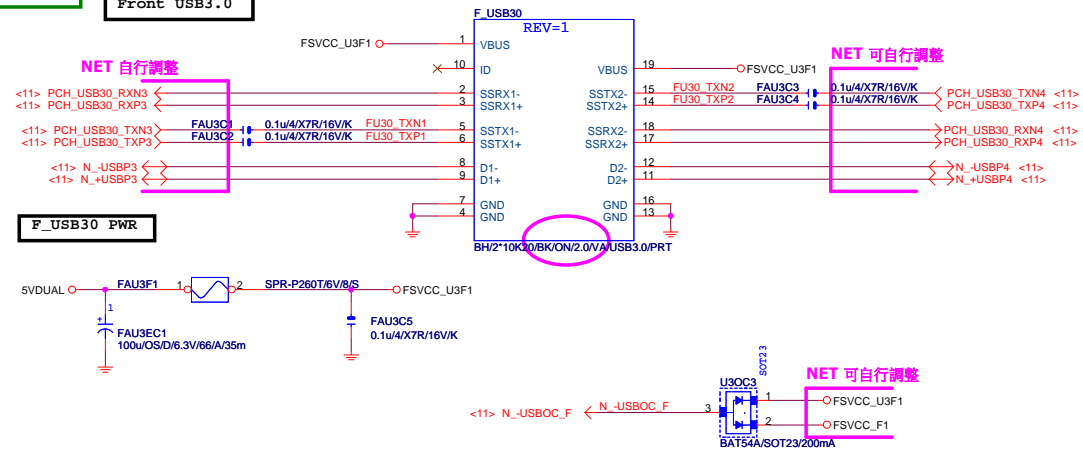 Front USB3.0
F_USB30
REV=1
FSVCC_U3F1
1
VBUS
NET 自行調整
10
ID
VBUS
19
FSVCC_U3F1
NET 可自行調整
<11> PCH_USB30_RXN3
2
SSRX1-
SSTX2-
15
FU30_TXN2
FAU3C3
0.1u/4/X7R/16V/K
PCH_USB30_TXN4 <11>
<11> PCH_USB30_RXP3
3
SSRX1+
SSTX2+
14
FU30_TXP2
FAU3C4
0.1u/4/X7R/16V/K
PCH_USB30_TXP4 <11>
<11> PCH_USB30_TXN3
FAU3C1
0.1u/4/X7R/16V/K
FU30_TXN1
5
SSTX1-
SSRX2-
18
PCH_USB30_RXN4 <11>
<11> PCH_USB30_TXP3
FAU3C2
0.1u/4/X7R/16V/K
FU30_TXP1
6
SSTX1+
SSRX2+
17
PCH_USB30_RXP4 <11>
<11> N_-USBP3
8
D1-
D2-
12
N_-USBP4 <11>
<11> N_+USBP3
9
D1+
D2+
11
N_+USBP4 <11>
7
GND
GND
16
4
GND
GND
13
BH/2*10K20/BK/ON/2.0/VA/USB3.0/PRT
F_USB30 PWR
5VDUAL
FAU3F1
1
2
SPR-P260T/6V/8/S
FSVCC_U3F1
1
+
FAU3EC1
100u/OS/D/6.3V/66/A/35m
FAU3C5
0.1u/4/X7R/16V/K
SOT23
U3OC3
NET 可自行調整
<11> N_-USBOC_F
N_-USBOC_F
3
1
FSVCC_U3F1
2
FSVCC_F1
BAT54A/SOT23/200mA